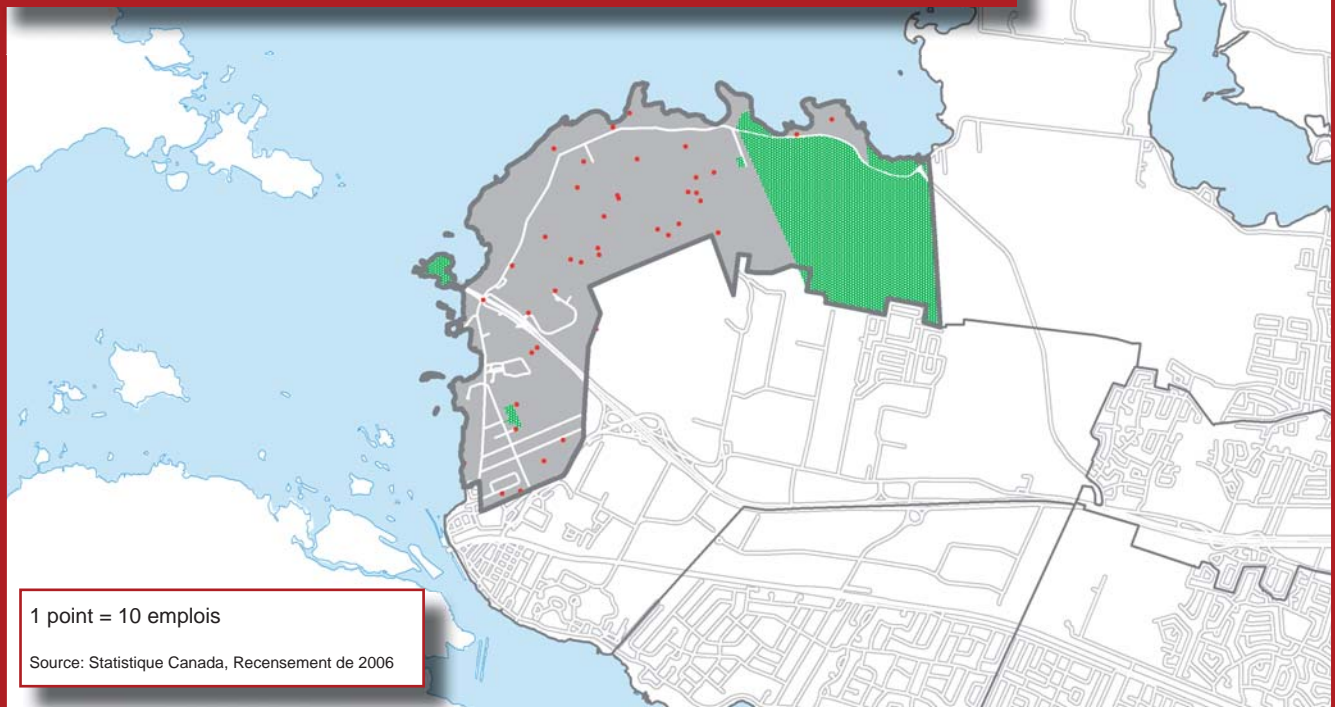 1 point = 10 emplois
Source: Statistique Canada, Recensement de 2006